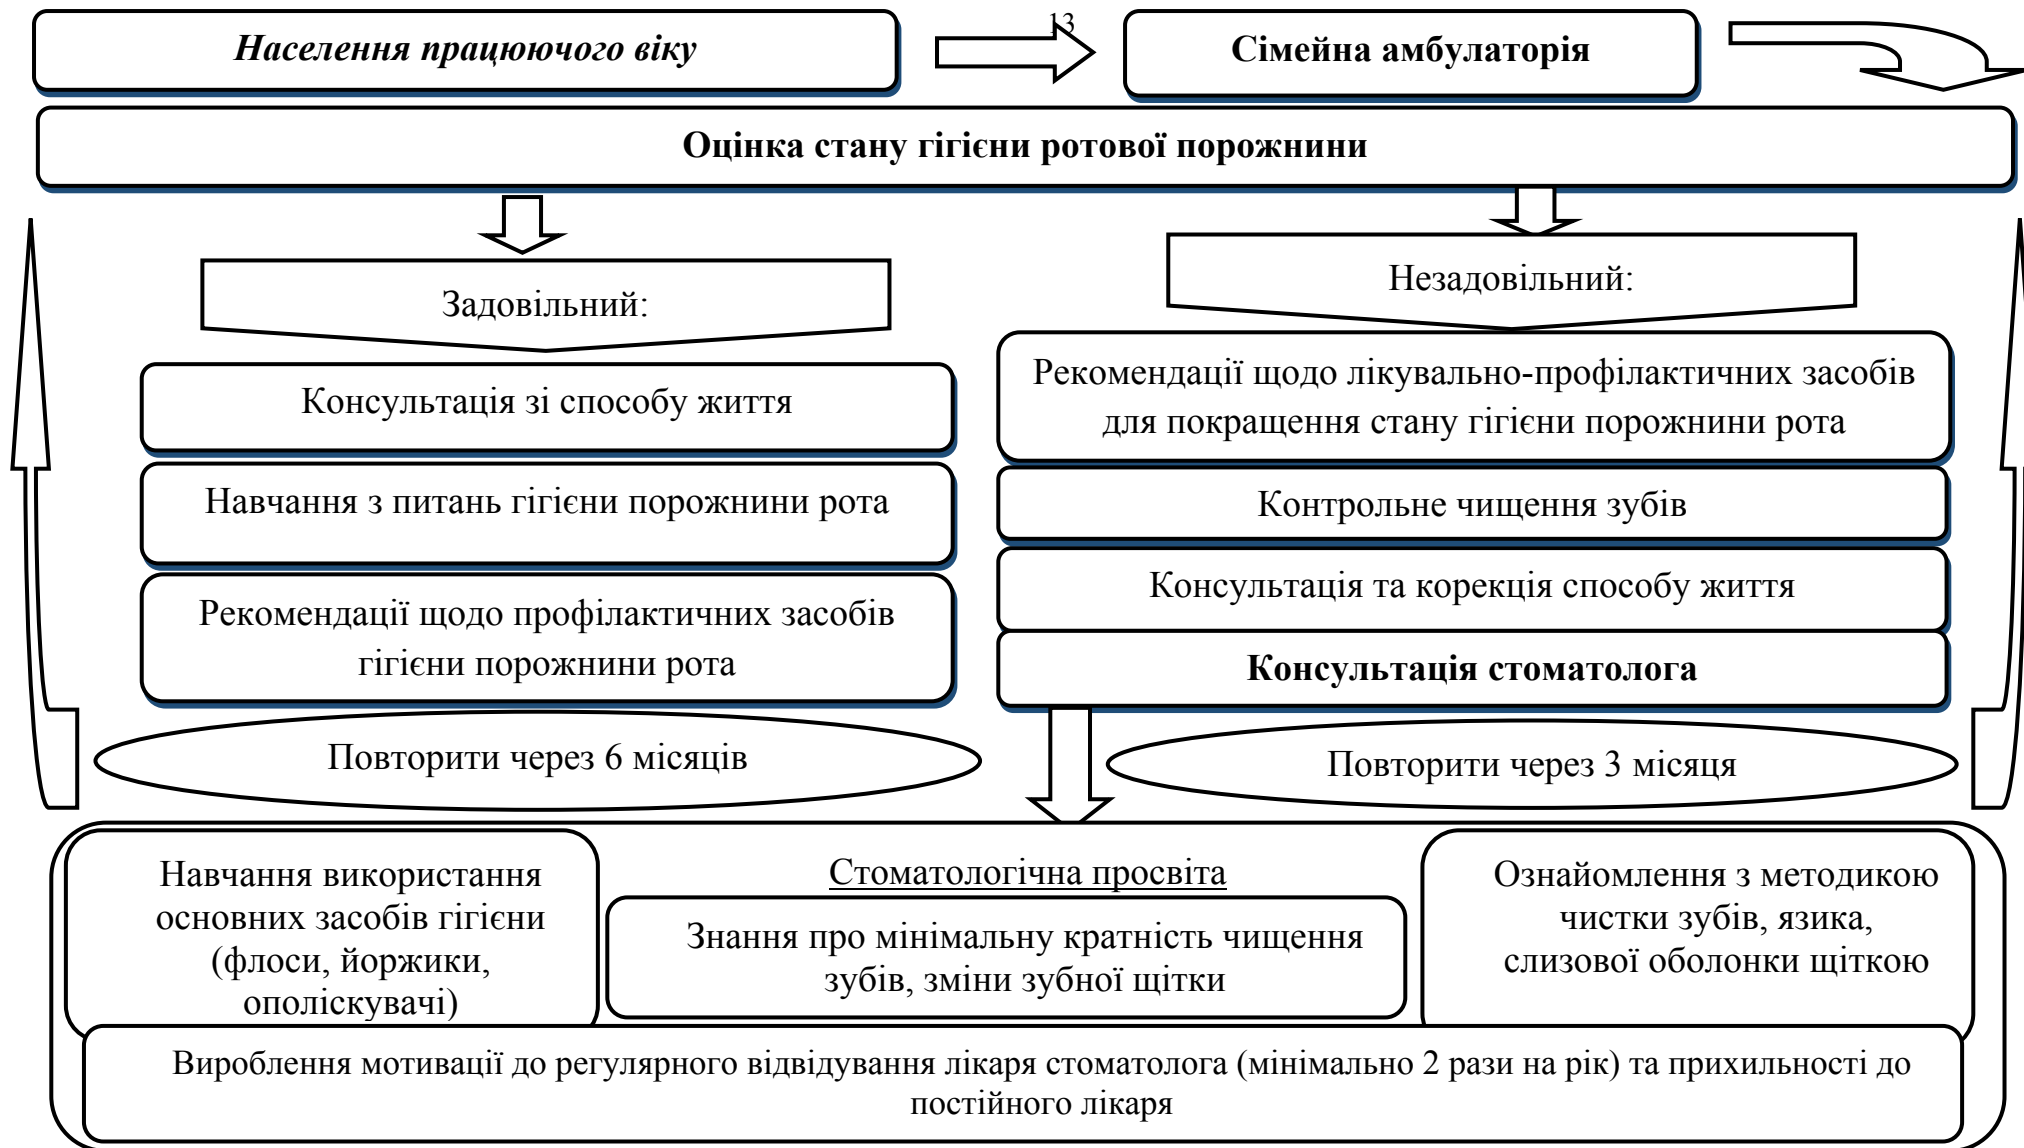 13
Населення працюючого віку
Сімейна амбулаторія
Оцінка стану гігієни ротової порожнини
Задовільний:
Консультація зі способу життя
Навчання з питань гігієни порожнини рота
Рекомендації щодо профілактичних засобів
гігієни порожнини рота
Повторити через 6 місяців
Незадовільний:
Рекомендації щодо лікувально-профілактичних засобів
для покращення стану гігієни порожнини рота
Контрольне чищення зубів
Консультація та корекція способу життя
Консультація стоматолога
Повторити через 3 місяця
Стоматологічна просвіта
Навчання використання
основних засобів гігієни
(флоси, йоржики,
ополіскувачі)
Знання про мінімальну кратність чищення
зубів, зміни зубної щітки
Ознайомлення з методикою
чистки зубів, язика,
слизової оболонки щіткою
Вироблення мотивації до регулярного відвідування лікаря стоматолога (мінімально 2 рази на рік) та прихильності до
постійного лікаря